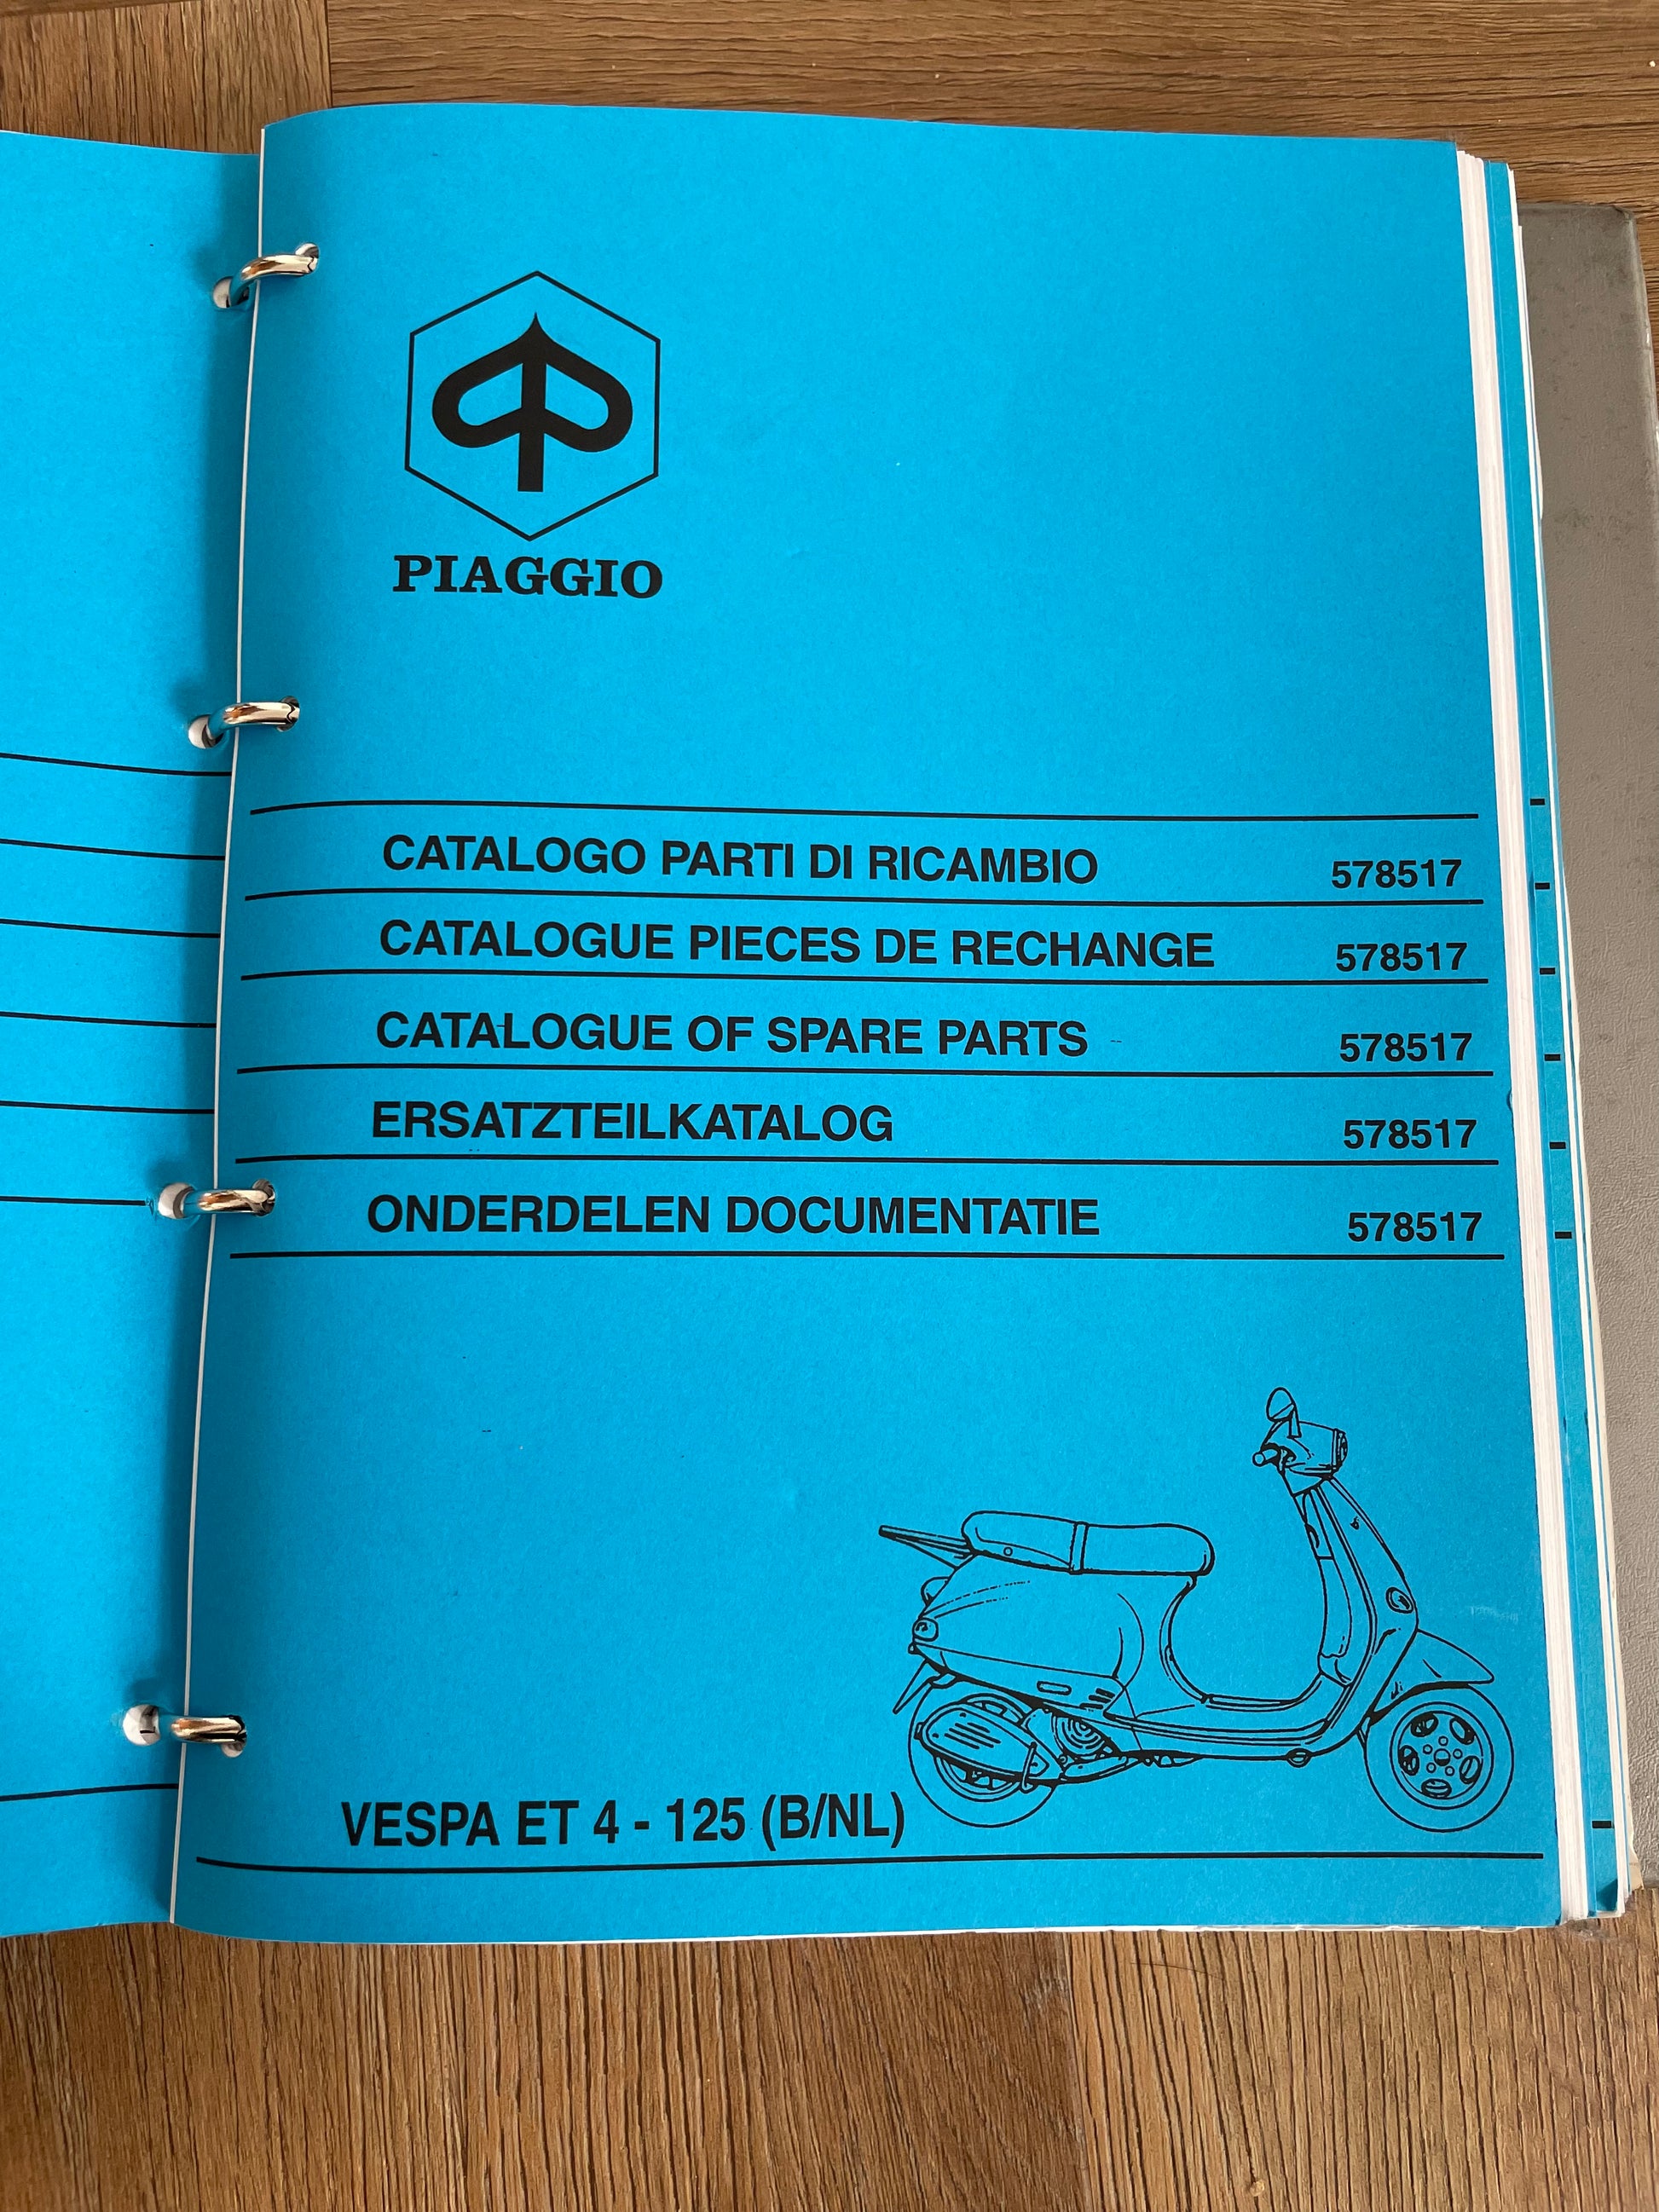 PIAGGIO
CATALOGO PARTI DI RICAMBIO 578517
CATALOGUE PIECES DE RECHANGE 578517
CATALOGUE OF SPARE PARTS 578517
ERSATZTEILKATALOG 578517
ONDERDELEN DOCUMENTATIE 578517
VESPA ET 4 - 125 (B/NL)